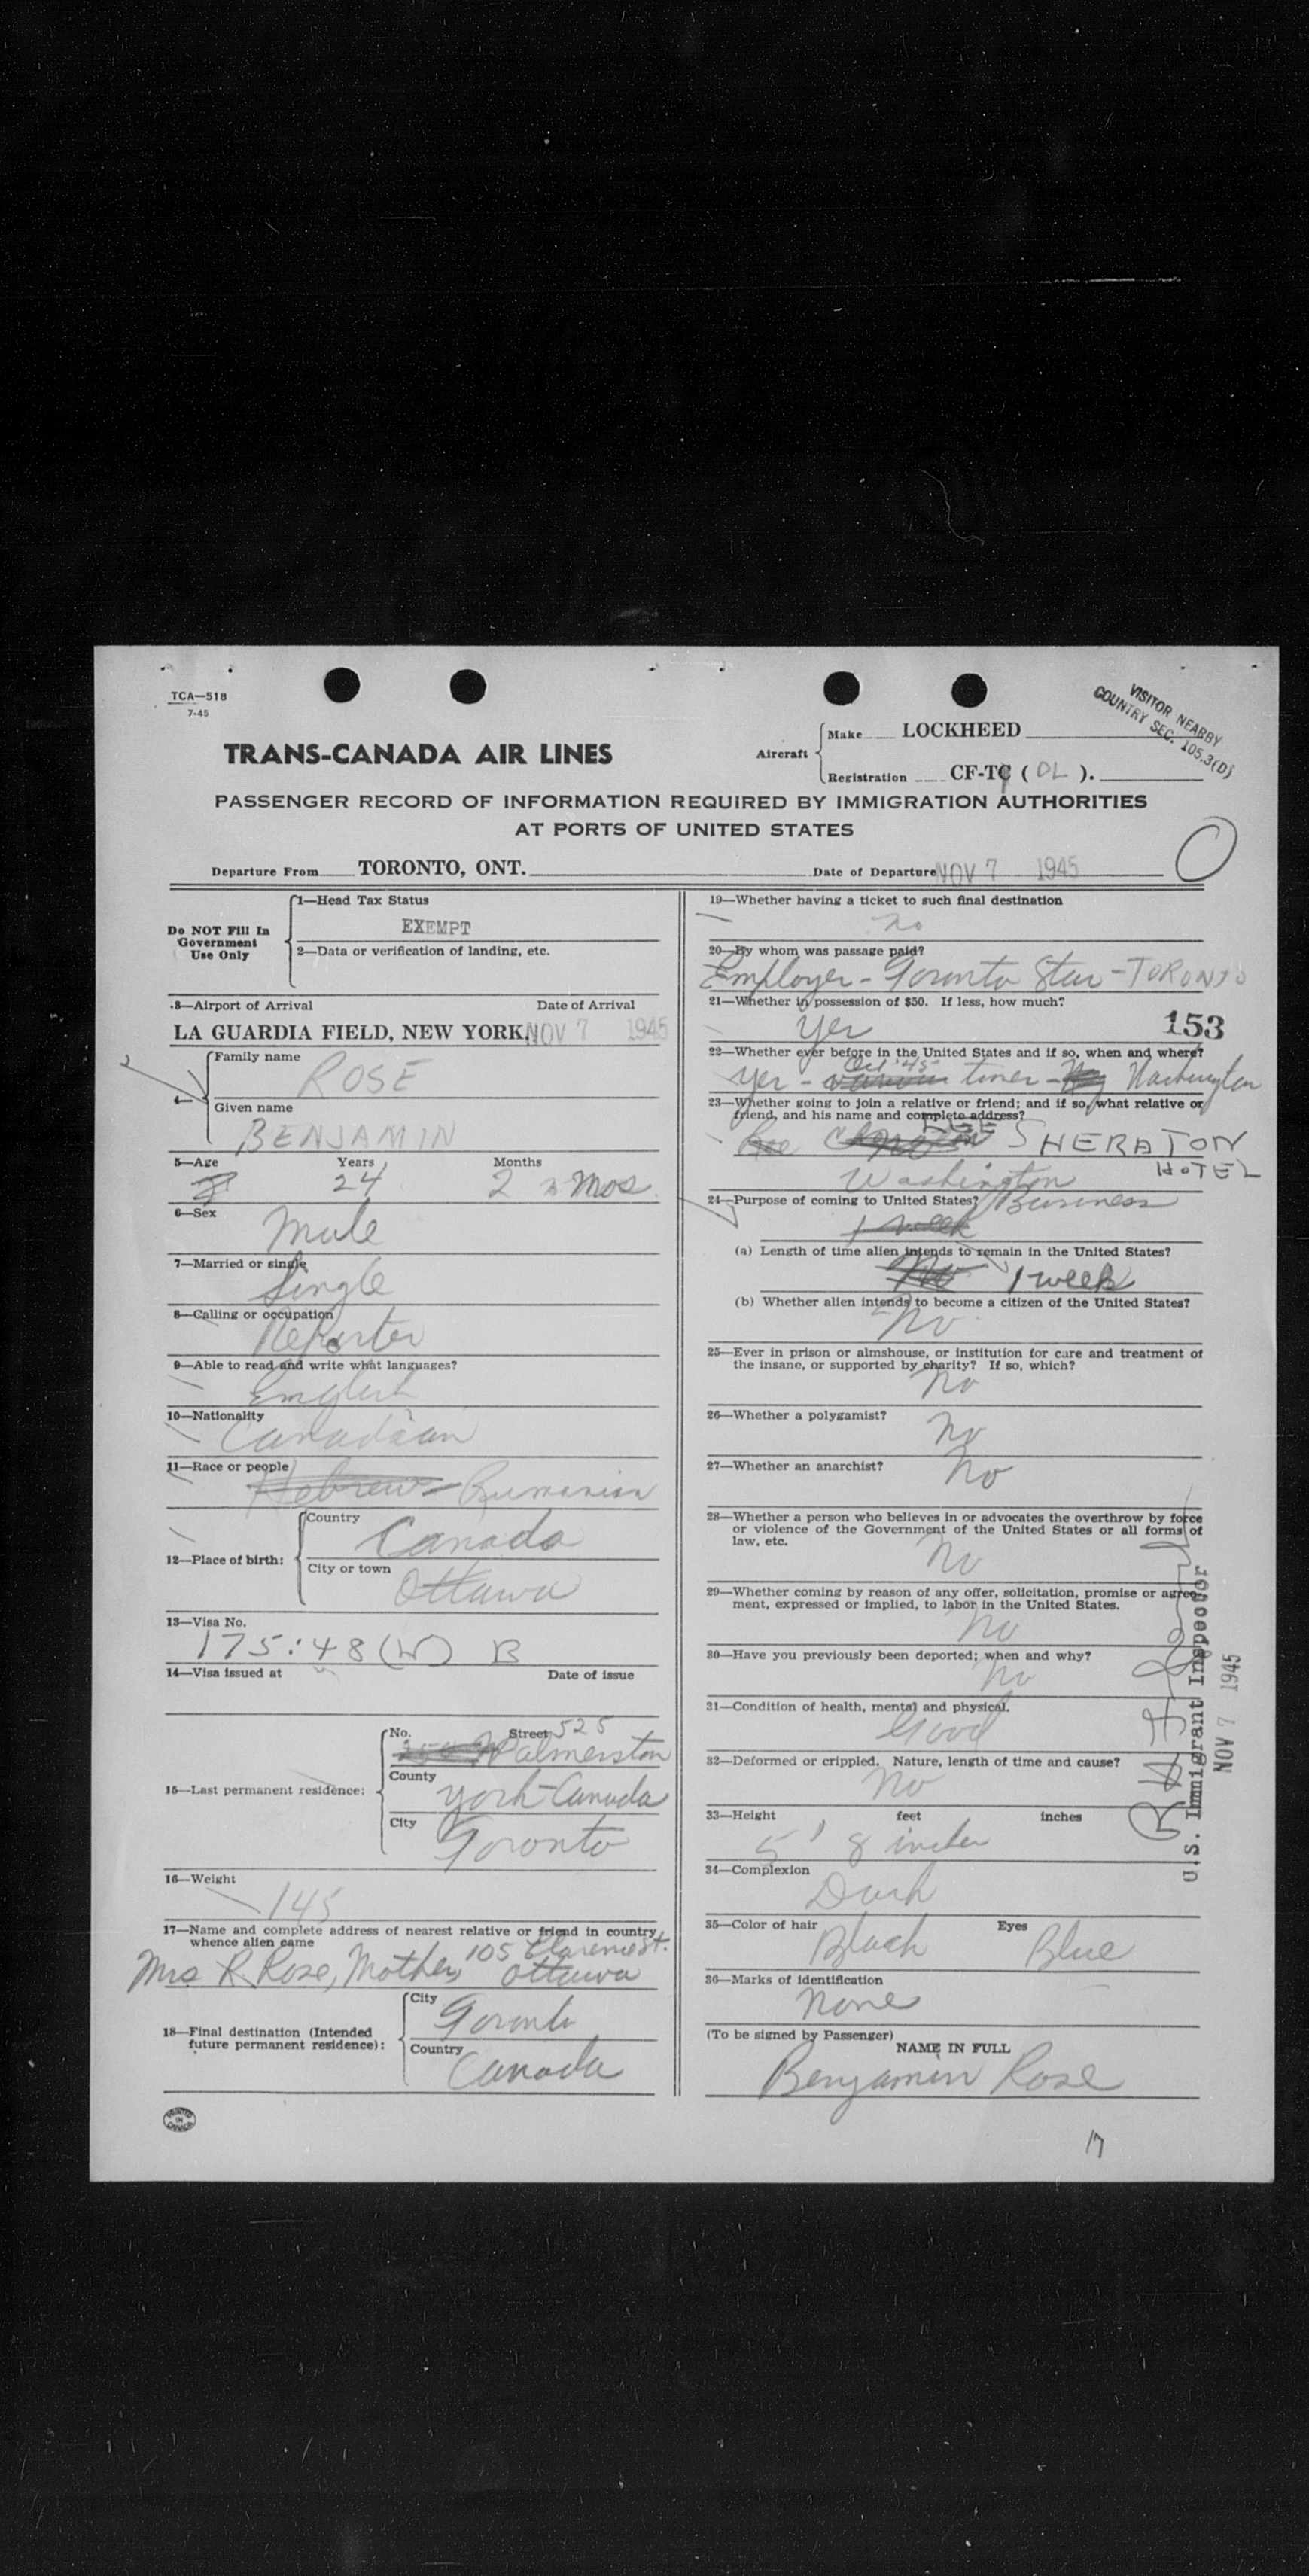 TCA—518
7-45
VISITOR NEARBY
COUNTRY SEC. 105.3(D)
TRANS-CANADA AIR LINES
Aircraft
Make LOCKHEED
Registration CF-TC ( DL ).
PASSENGER RECORD OF INFORMATION REQUIRED BY IMMIGRATION AUTHORITIES
AT PORTS OF UNITED STATES
Departure From TORONTO, ONT. Date of Departure NOV 7 1945
Do NOT Fill In
Government
Use Only
1—Head Tax Status
EXEMPT
2—Data or verification of landing, etc.
3—Airport of Arrival Date of Arrival
LA GUARDIA FIELD, NEW YORK, NOV 7 1945
4—
Family name
ROSE
Given name
BENJAMIN
5—Age Years Months
24 2 Mos
6—Sex
Male
7—Married or single
Single
8—Calling or occupation
Reporter
9—Able to read and write what languages?
English
10—Nationality
Canadian
11—Race or people
Hebrew Rumanian
12—Place of birth:
Country
Canada
City or town
Ottawa
13—Visa No.
175:48 (W) B
14—Visa issued at Date of issue
15—Last permanent residence:
No. Street 525
Palmerston
County
York-Canada
City
Toronto
16—Weight
145
17—Name and complete address of nearest relative or friend in country
whence alien came
105
Mrs R Rose, Mother, Ottawa
18—Final destination (Intended
future permanent residence):
City
Toronto
Country
Canada
19—Whether having a ticket to such final destination
No
20—By whom was passage paid?
Employer - Toronto Star - TORONTO
21—Whether in possession of $50. If less, how much?
Yes
153
22—Whether ever before in the United States and if so, when and where?
Oct '45
Yes - various times - Washington
23—Whether going to join a relative or friend; and if so, what relative or
friend, and his name and complete address?
SHERATON
HOTEL
Washington
24—Purpose of coming to United States? Business
1 week
(a) Length of time alien intends to remain in the United States?
No 1 week
(b) Whether alien intends to become a citizen of the United States?
No
25—Ever in prison or almshouse, or institution for care and treatment of
the insane, or supported by charity? If so, which?
No
26—Whether a polygamist?
No
27—Whether an anarchist?
No
28—Whether a person who believes in or advocates the overthrow by force
or violence of the Government of the United States or all forms of
law, etc.
No
29—Whether coming by reason of any offer, solicitation, promise or agree-
ment, expressed or implied, to labor in the United States.
No
30—Have you previously been deported; when and why?
No
31—Condition of health, mental and physical.
Good
32—Deformed or crippled. Nature, length of time and cause?
No
33—Height feet inches
5' 8 inches
34—Complexion
Dark
35—Color of hair Eyes
Black Blue
36—Marks of identification
None
(To be signed by Passenger)
NAME IN FULL
Benjamin Rose
U.S. Immigrant Inspector
NOV 7 1945
PRINTED
IN
CANADA
17